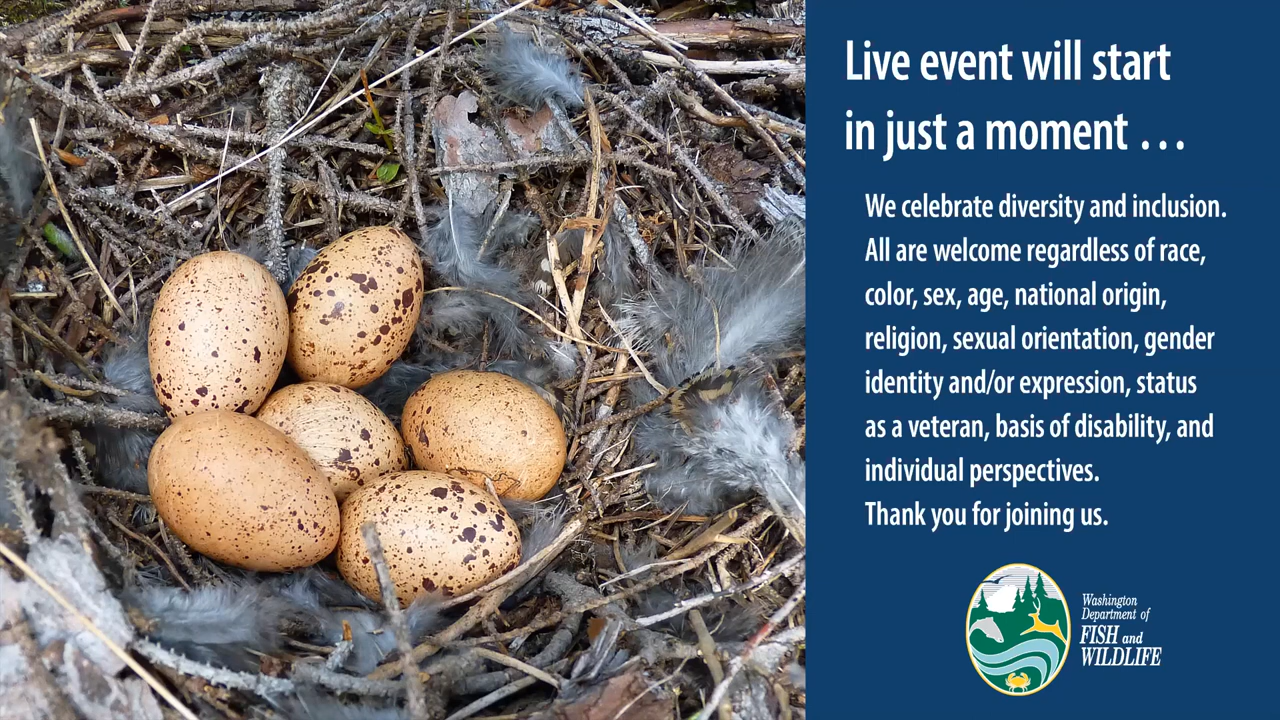 Live event will start
in just a moment . . .
We celebrate diversity and inclusion.
All are welcome regardless of race,
color, sex, age, national origin,
religion, sexual orientation, gender
identity and/or expression, status
as a veteran, basis of disability, and
individual perspectives.
Thank you for joining us.
Washington
Department of
FISH and
WILDLIFE